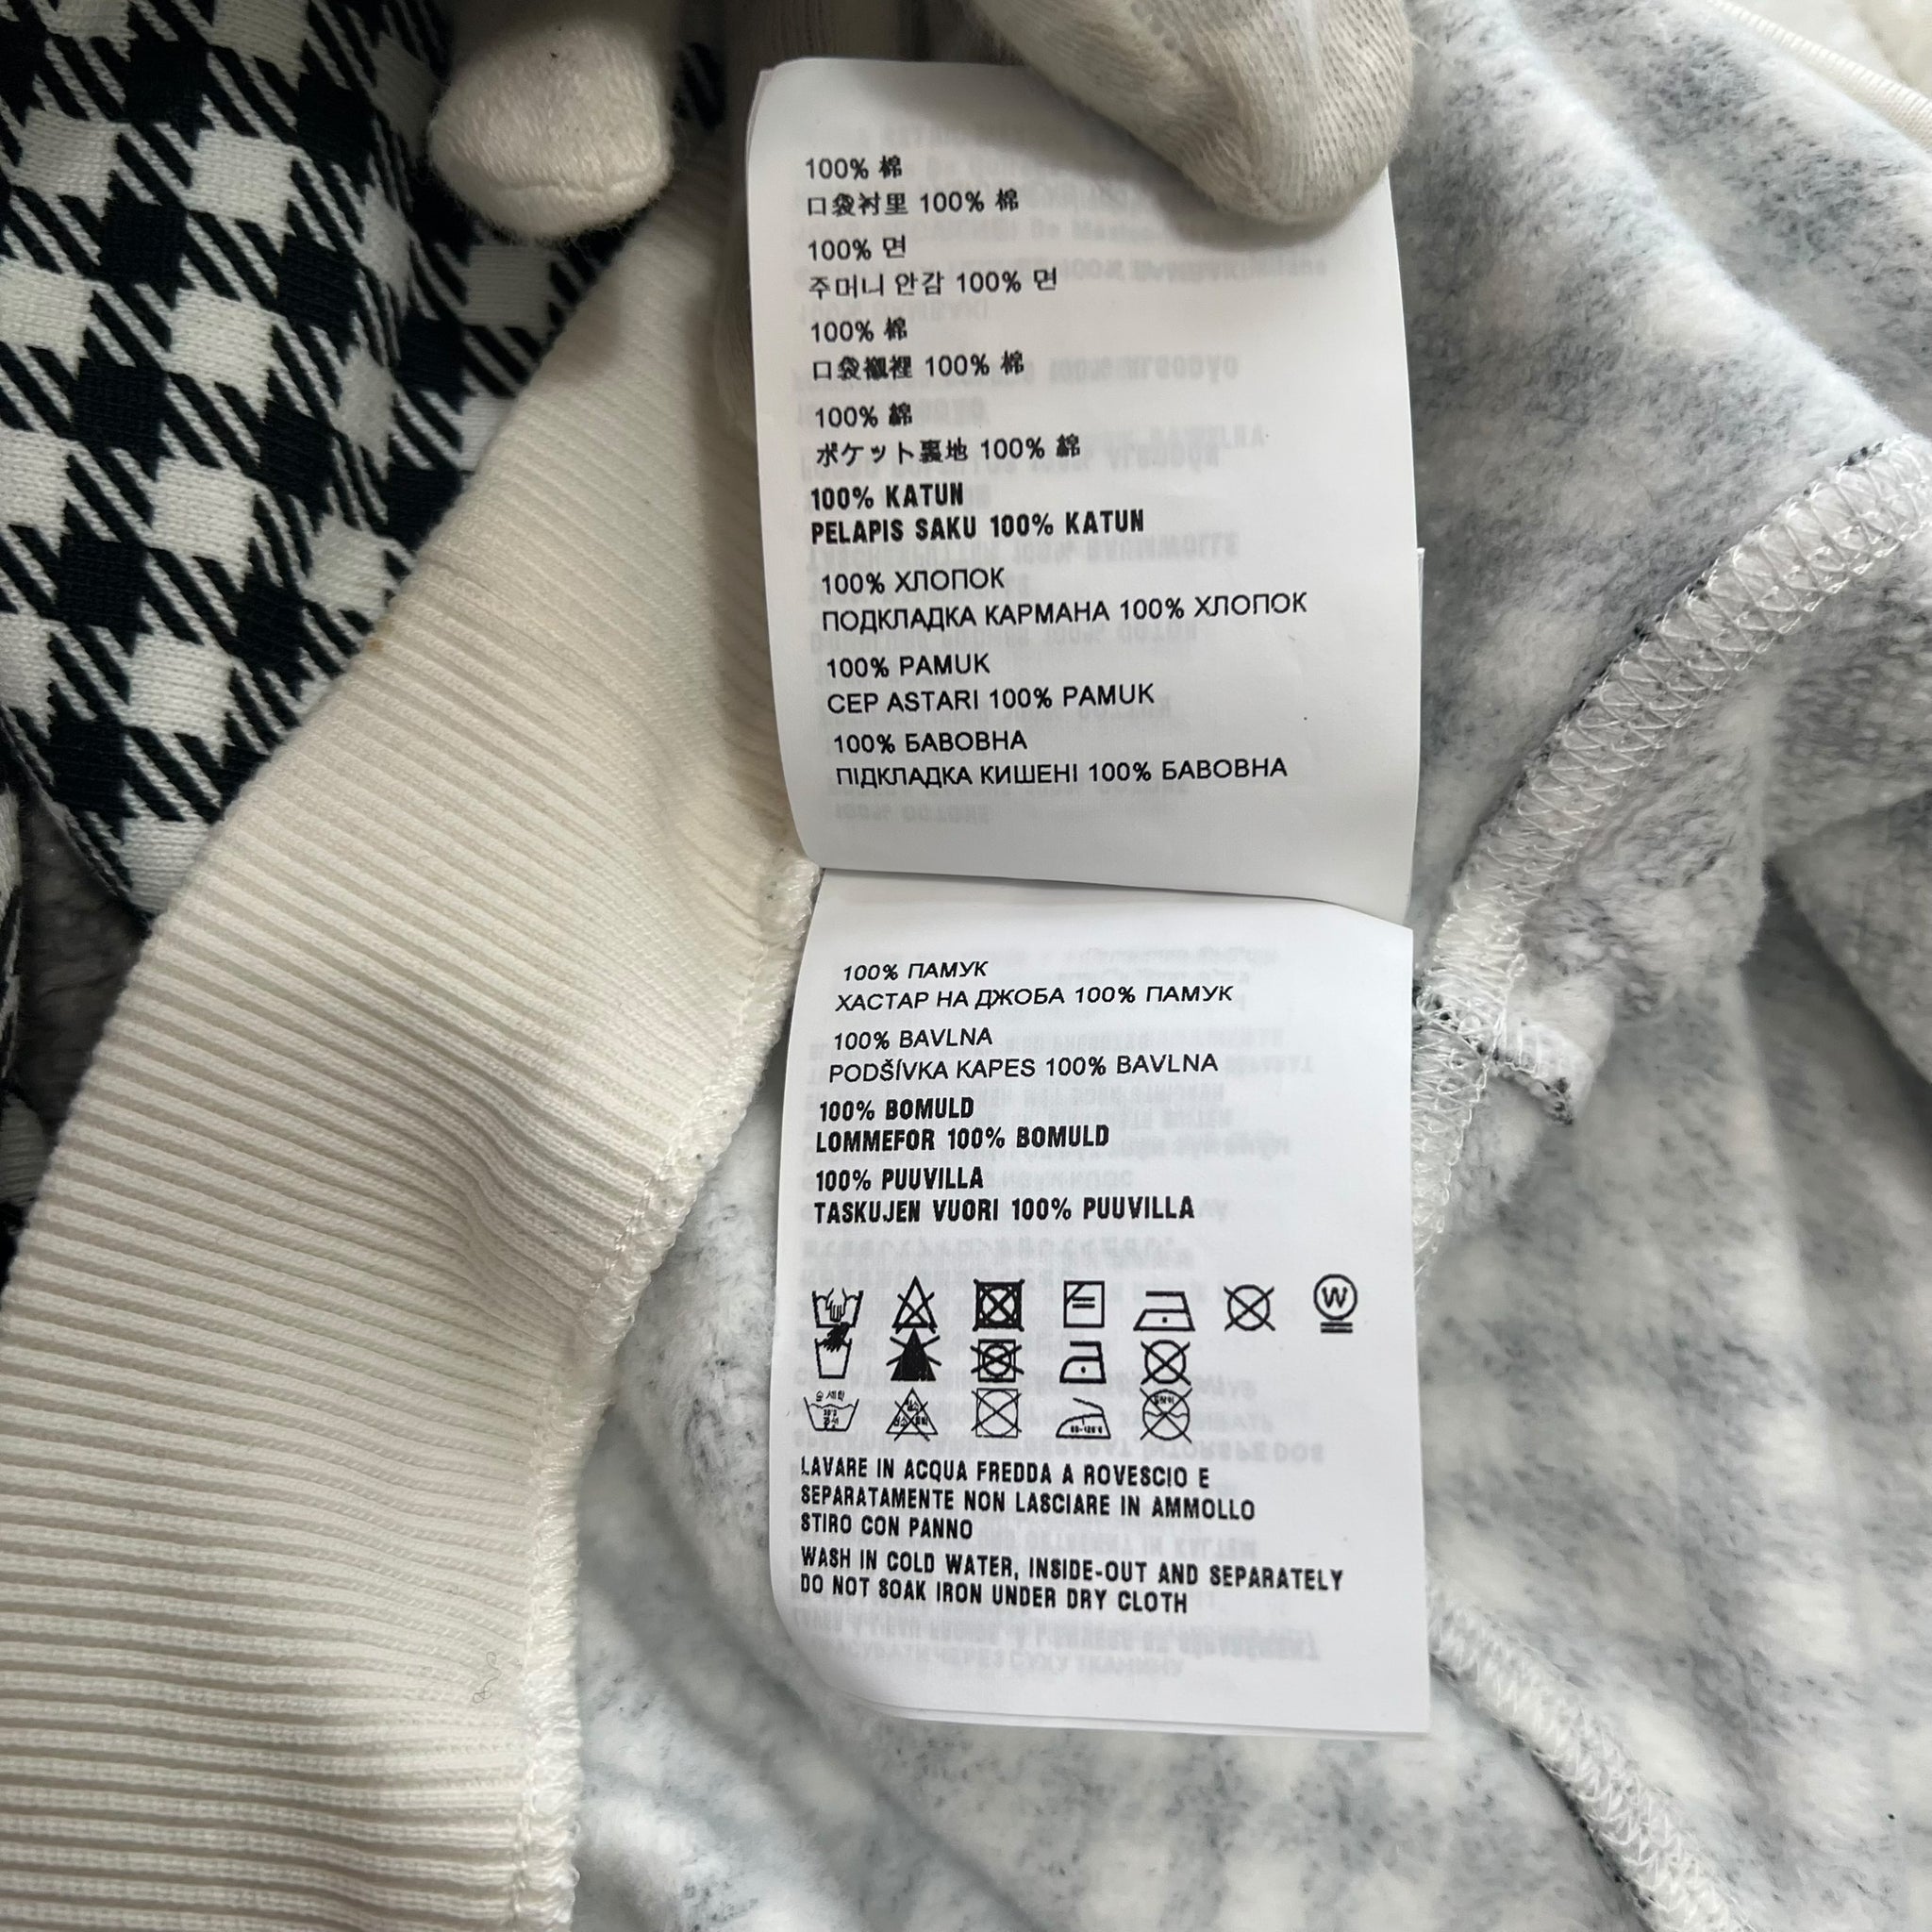 100% 棉
口袋衬里 100% 棉
100% 면
주머니 안감 100% 면
100% 棉
口袋襯裡 100% 棉
100% 綿
ポケット裏地 100% 綿
100% KATUN
PELAPIS SAKU 100% KATUN
100% ХЛОПОК
ПОДКЛАДКА КАРМАНА 100% ХЛОПОК
100% PAMUK
CEP ASTARI 100% PAMUK
100% БАВОВНА
ПІДКЛАДКА КИШЕНІ 100% БАВОВНА
100% ПАМУК
ХАСТАР НА ДЖОБА 100% ПАМУК
100% BAVLNA
PODŠÍVKA KAPES 100% BAVLNA
100% BOMULD
LOMMEFOR 100% BOMULD
100% PUUVILLA
TASKUJEN VUORI 100% PUUVILLA
W
LAVARE IN ACQUA FREDDA A ROVESCIO E
SEPARATAMENTE NON LASCIARE IN AMMOLLO
STIRO CON PANNO
WASH IN COLD WATER, INSIDE-OUT AND SEPARATELY
DO NOT SOAK IRON UNDER DRY CLOTH